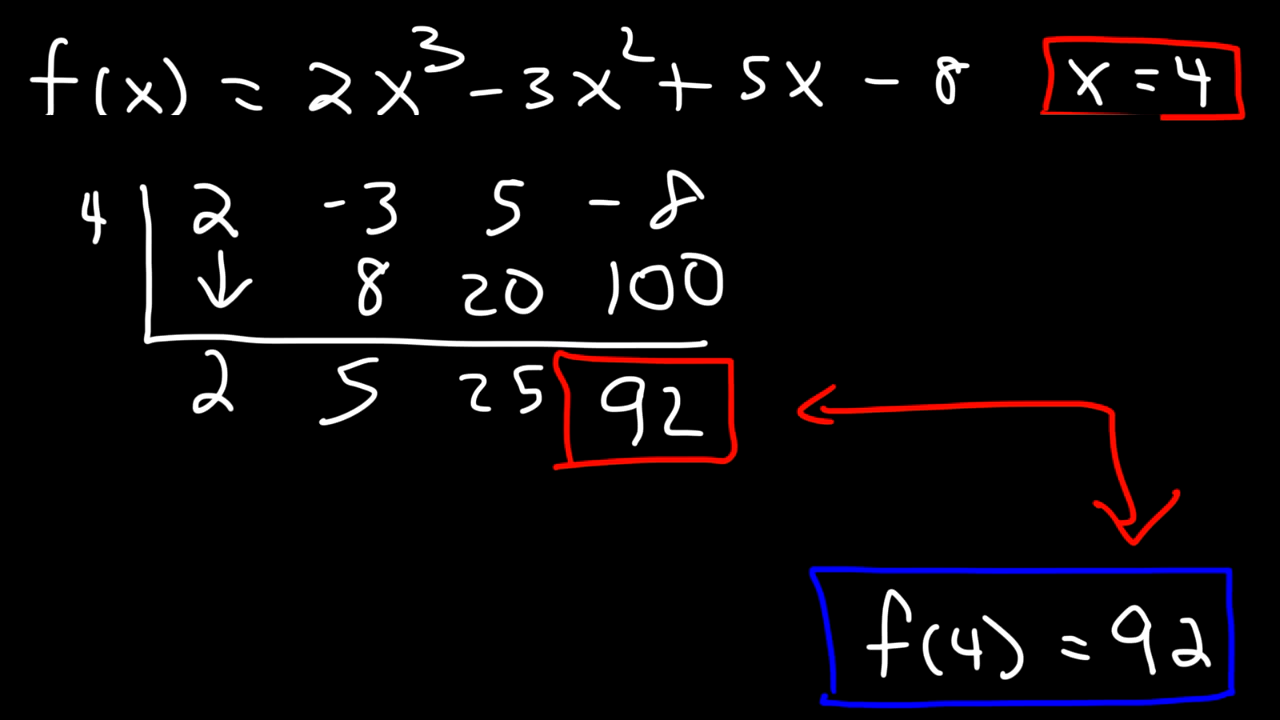 f(x) = 2x³ - 3x² + 5x - 8 x = 4
4 2 -3 5 -8
↓ 8 20 100
2 5 25 92
f(4) = 92